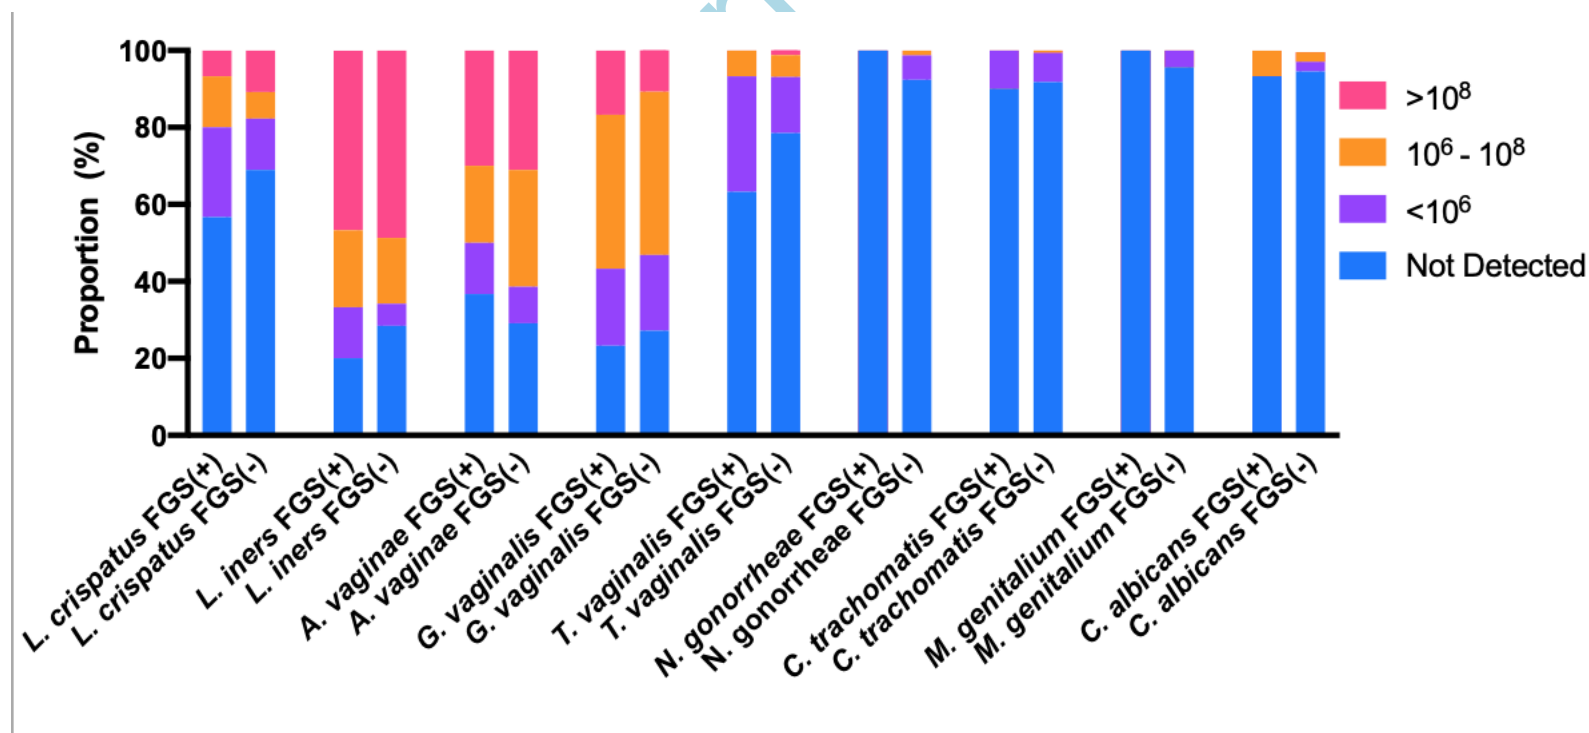 100
80
60
40
20
0
Proportion (%)
>10⁸
10⁶ - 10⁸
<10⁶
Not Detected
L. crispatus FGS(+)
L. crispatus FGS(-)
L. iners FGS(+)
L. iners FGS(-)
A. vaginae FGS(+)
A. vaginae FGS(-)
G. vaginalis FGS(+)
G. vaginalis FGS(-)
T. vaginalis FGS(+)
T. vaginalis FGS(-)
N. gonorrheae FGS(+)
N. gonorrheae FGS(-)
C. trachomatis FGS(+)
C. trachomatis FGS(-)
M. genitalium FGS(+)
M. genitalium FGS(-)
C. albicans FGS(+)
C. albicans FGS(-)